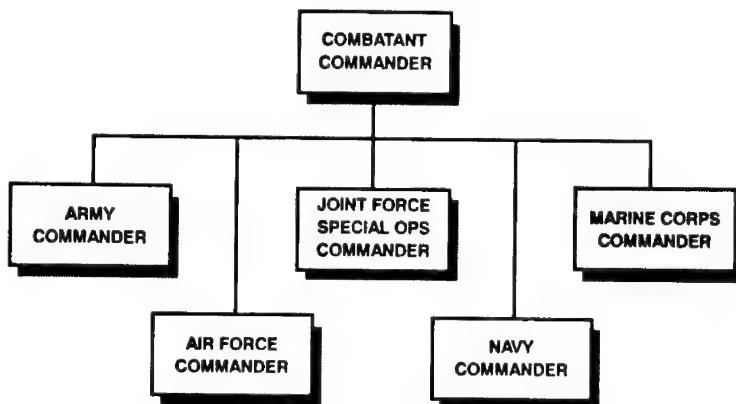 COMBATANT
COMMANDER
ARMY
COMMANDER
JOINT FORCE
SPECIAL OPS
COMMANDER
MARINE CORPS
COMMANDER
AIR FORCE
COMMANDER
NAVY
COMMANDER